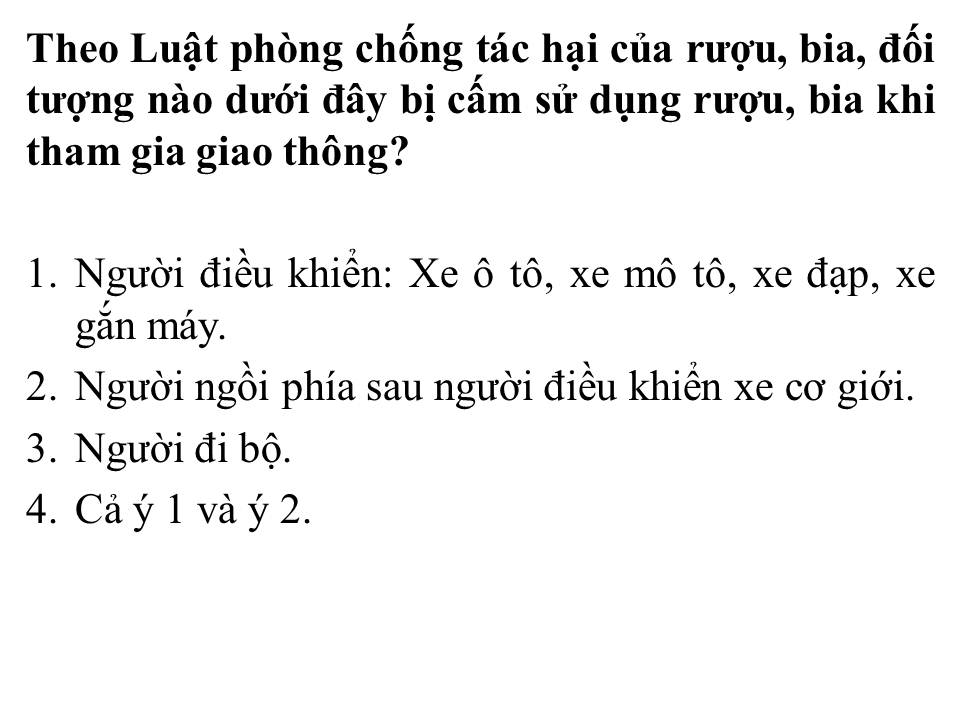 Theo Luật phòng chống tác hại của rượu, bia, đối
tượng nào dưới đây bị cấm sử dụng rượu, bia khi
tham gia giao thông?
1. Người điều khiển: Xe ô tô, xe mô tô, xe đạp, xe
gắn máy.
2. Người ngồi phía sau người điều khiển xe cơ giới.
3. Người đi bộ.
4. Cả ý 1 và ý 2.